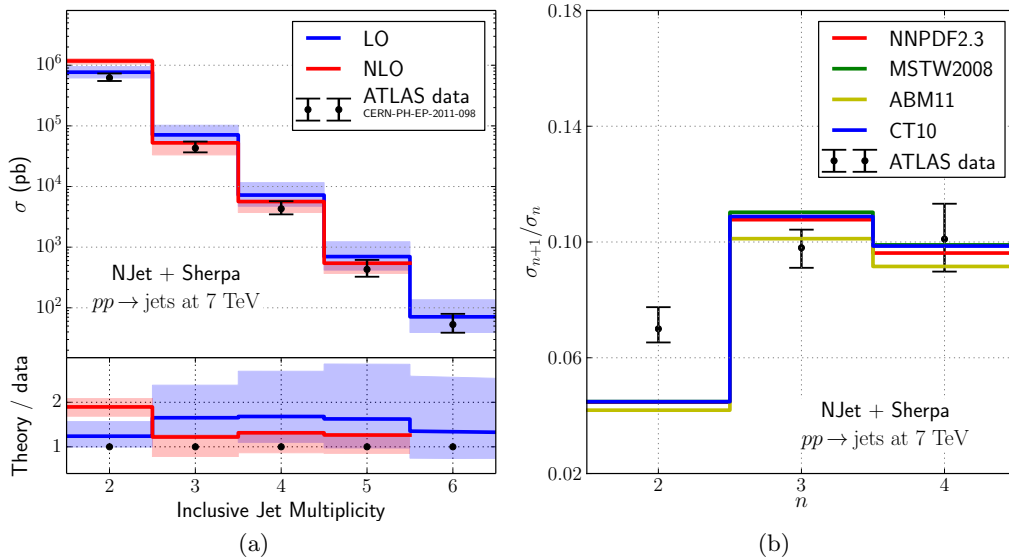 LO
NLO
ATLAS data
CERN-PH-EP-2011-098
10^6
10^5
10^4
10^3
10^2
σ (pb)
NJet + Sherpa
pp → jets at 7 TeV
2
1
Theory / data
2 3 4 5 6
Inclusive Jet Multiplicity
(a)
0.18
0.14
0.10
0.06
0.02
σ_{n+1}/σ_n
NNPDF2.3
MSTW2008
ABM11
CT10
ATLAS data
NJet + Sherpa
pp → jets at 7 TeV
2 3 4
n
(b)